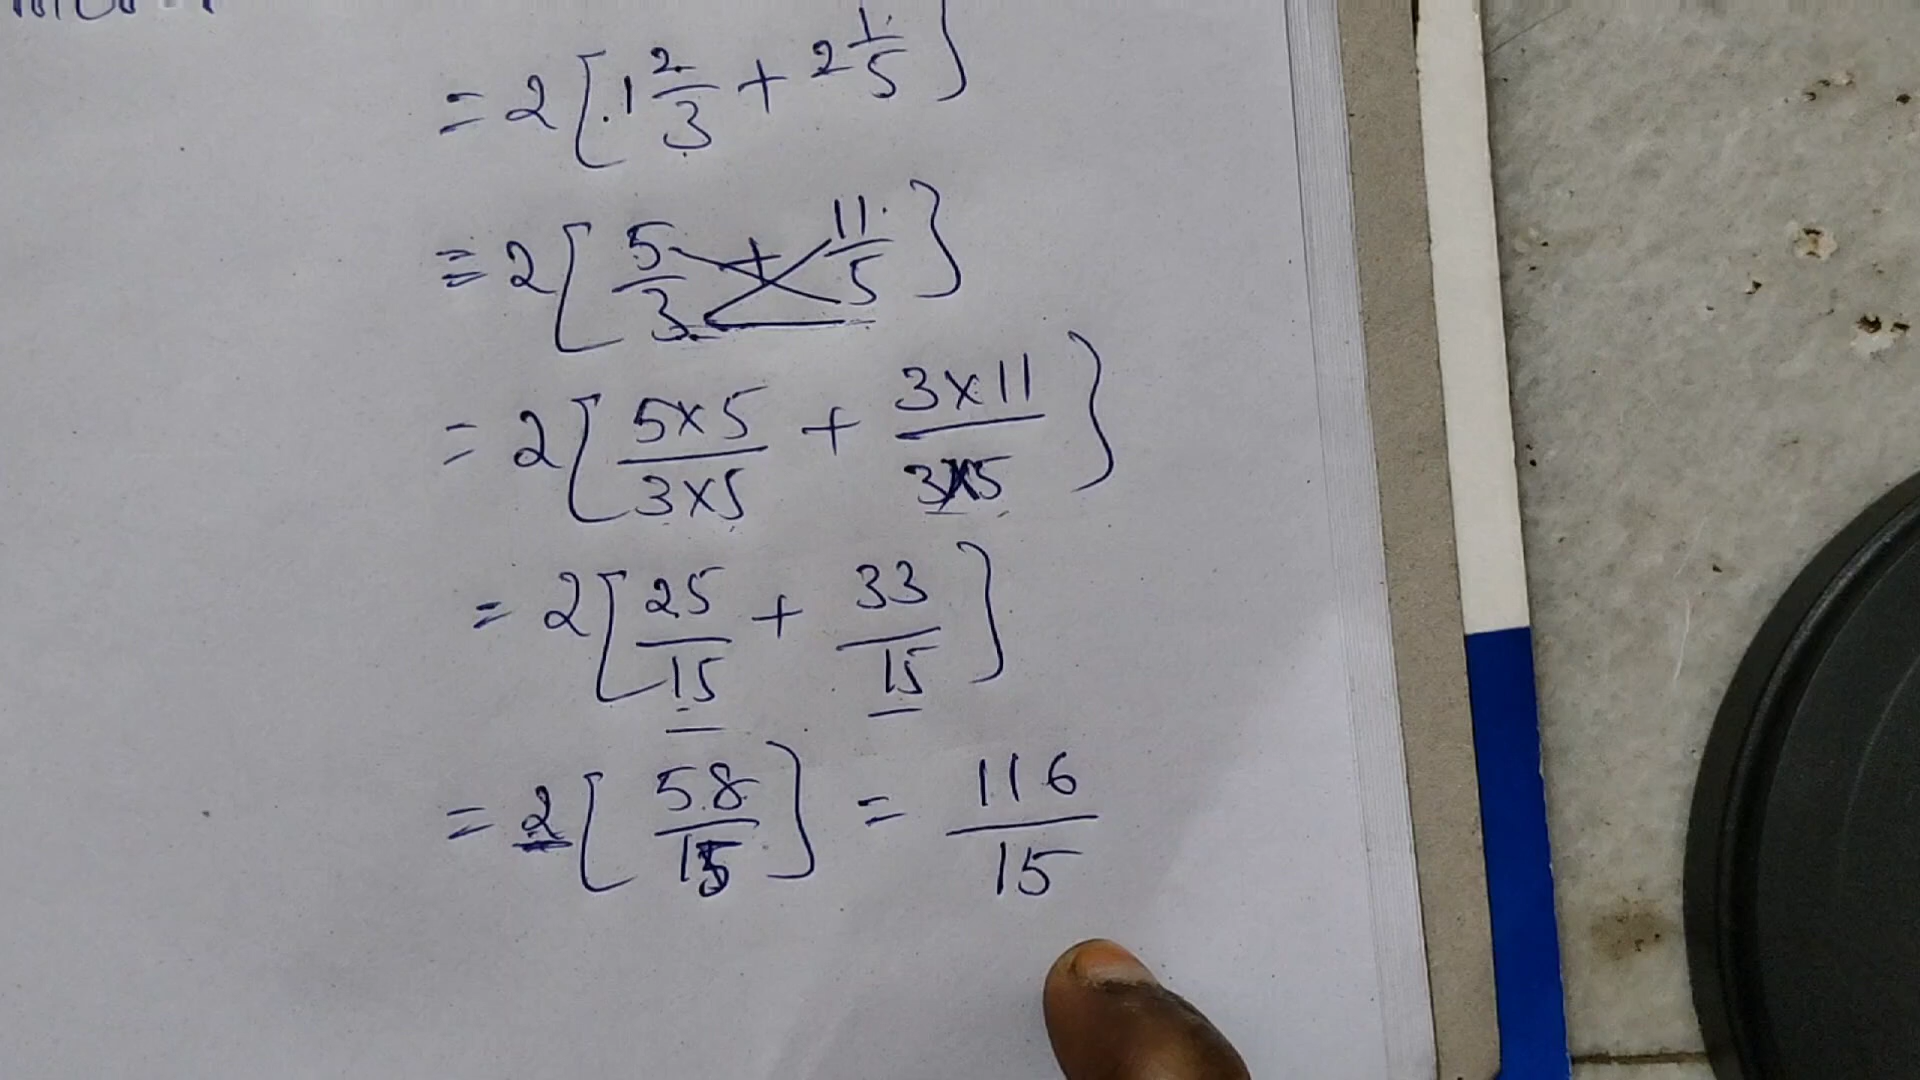 = 2[1 2/3 + 2 1/5}
= 2[5/3 + 11/5}
= 2[5×5/3×5 + 3×11/3×5}
= 2[25/15 + 33/15}
= 2[58/15] = 116/15